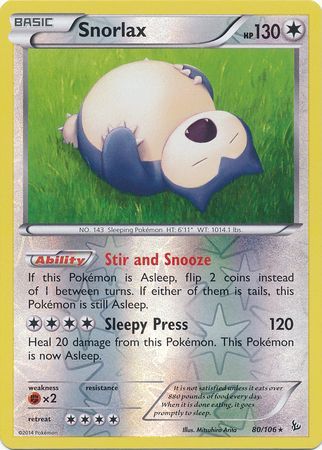 BASIC
Snorlax HP130
NO. 143 Sleeping Pokémon HT: 6'11" WT: 1014.1 lbs.
Ability Stir and Snooze
If this Pokémon is Asleep, flip 2 coins instead
of 1 between turns. If either of them is tails, this
Pokémon is still Asleep.
Sleepy Press 120
Heal 20 damage from this Pokémon. This Pokémon
is now Asleep.
weakness resistance
×2
retreat
It is not satisfied unless it eats over
880 pounds of food every day.
When it is done eating, it goes
promptly to sleep.
©2014 Pokémon Illus. Mitsuhiro Arita 80/106 ★